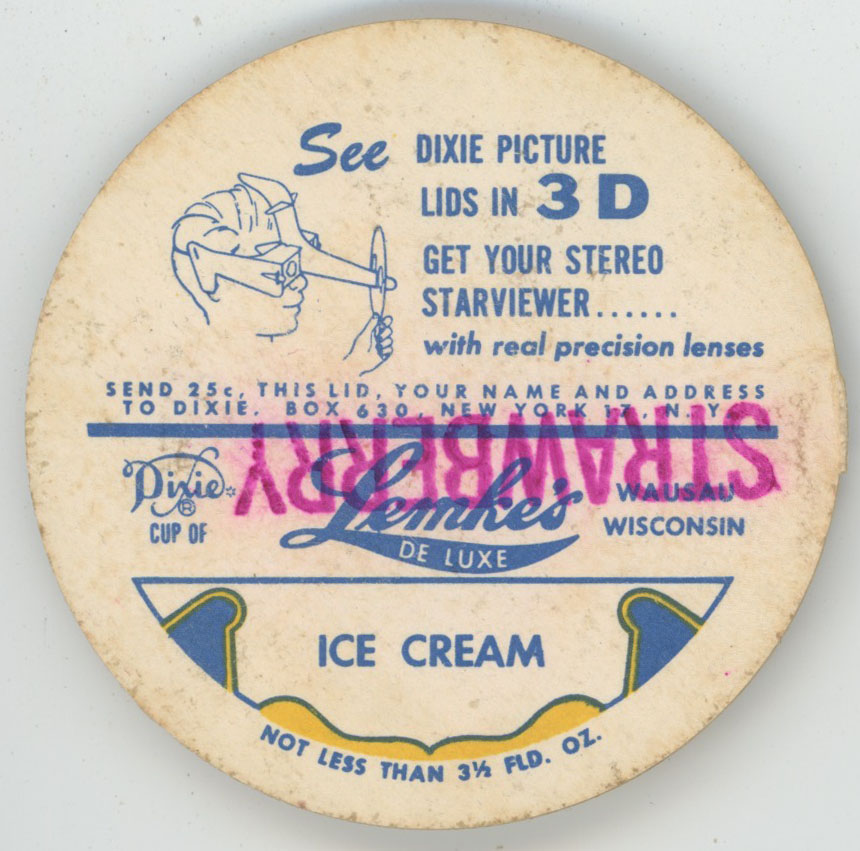 See DIXIE PICTURE
LIDS IN 3D
GET YOUR STEREO
STARVIEWER......
with real precision lenses
SEND 25c, THIS LID, YOUR NAME AND ADDRESS
TO DIXIE. BOX 630, NEW YORK 17, N.Y.
STRAWBERRY
Dixie ®
CUP OF
Lemke's
DE LUXE
WAUSAU
WISCONSIN
ICE CREAM
NOT LESS THAN 3½ FLD. OZ.